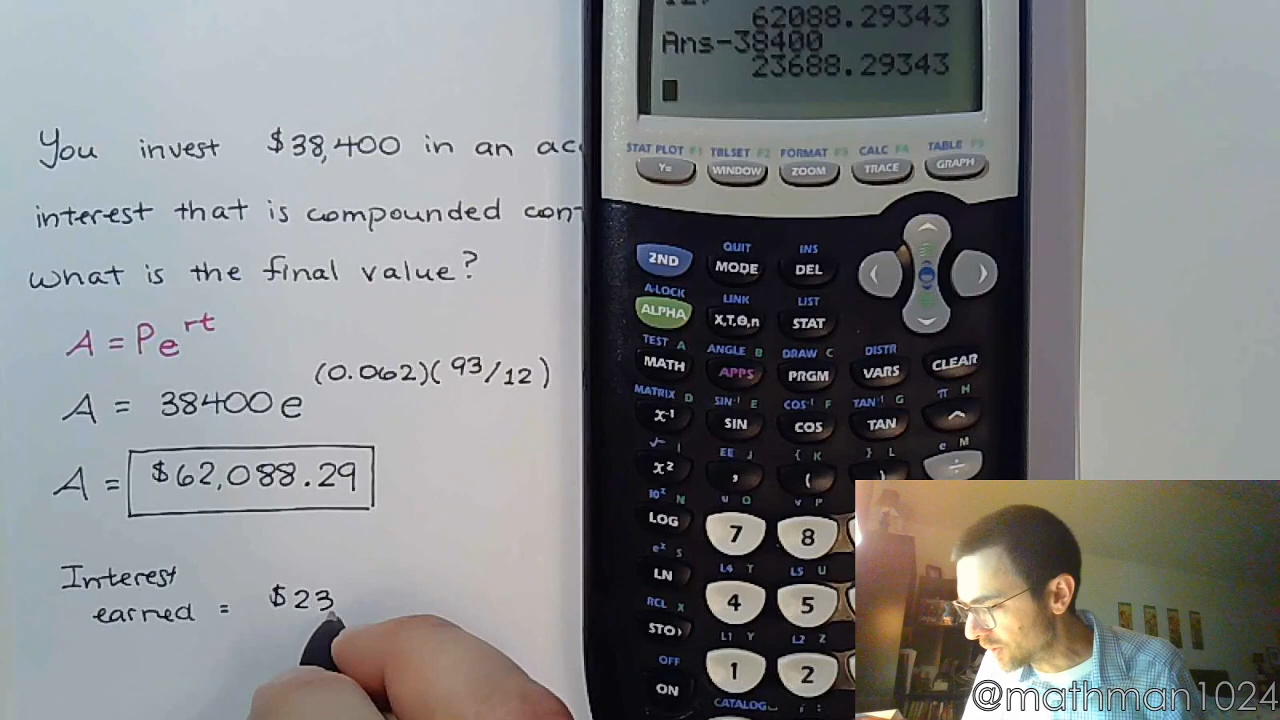 You invest $38,400 in an acc
interest that is compounded con
what is the final value?
A = Pe^rt
A = 38400e^(0.062)(93/12)
A = $62,088.29
Interest
earned = $23
62088.29343
Ans-38400
23688.29343
STAT PLOT F1 TBLSET F2 FORMAT F3 CALC F4 TABLE F5
Y= WINDOW ZOOM TRACE GRAPH
QUIT INS
2ND MODE DEL
A-LOCK LINK LIST
ALPHA X,T,Θ,n STAT
TEST A ANGLE B DRAW C DISTR
MATH APPS PRGM VARS CLEAR
MATRIX D SIN⁻¹ E COS⁻¹ F TAN⁻¹ G π H
x⁻¹ SIN COS TAN ^
√ I EE J { K } L e M
x² , ( ) ÷
10ˣ N u O v P
LOG 7 8
eˣ S L4 T L5 U
LN 4 5
RCL X L1 Y L2 Z
STO▸ 1 2
OFF
ON
CATALOG :
@mathman1024